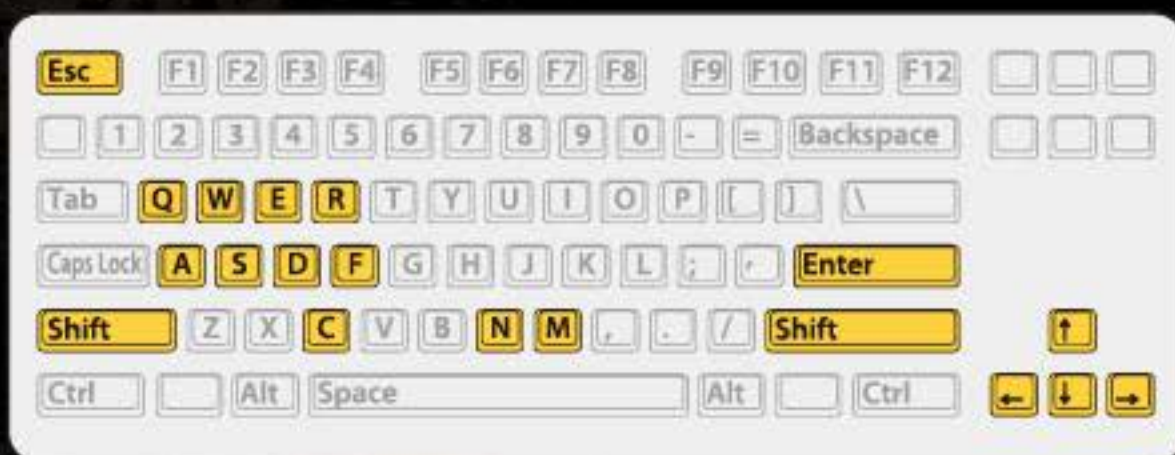 Esc F1 F2 F3 F4 F5 F6 F7 F8 F9 F10 F11 F12
1 2 3 4 5 6 7 8 9 0 - = Backspace
Tab Q W E R T Y U I O P [ ] \
Caps Lock A S D F G H J K L ; ' Enter
Shift Z X C V B N M , . / Shift ↑
Ctrl Alt Space Alt Ctrl ← ↓ →